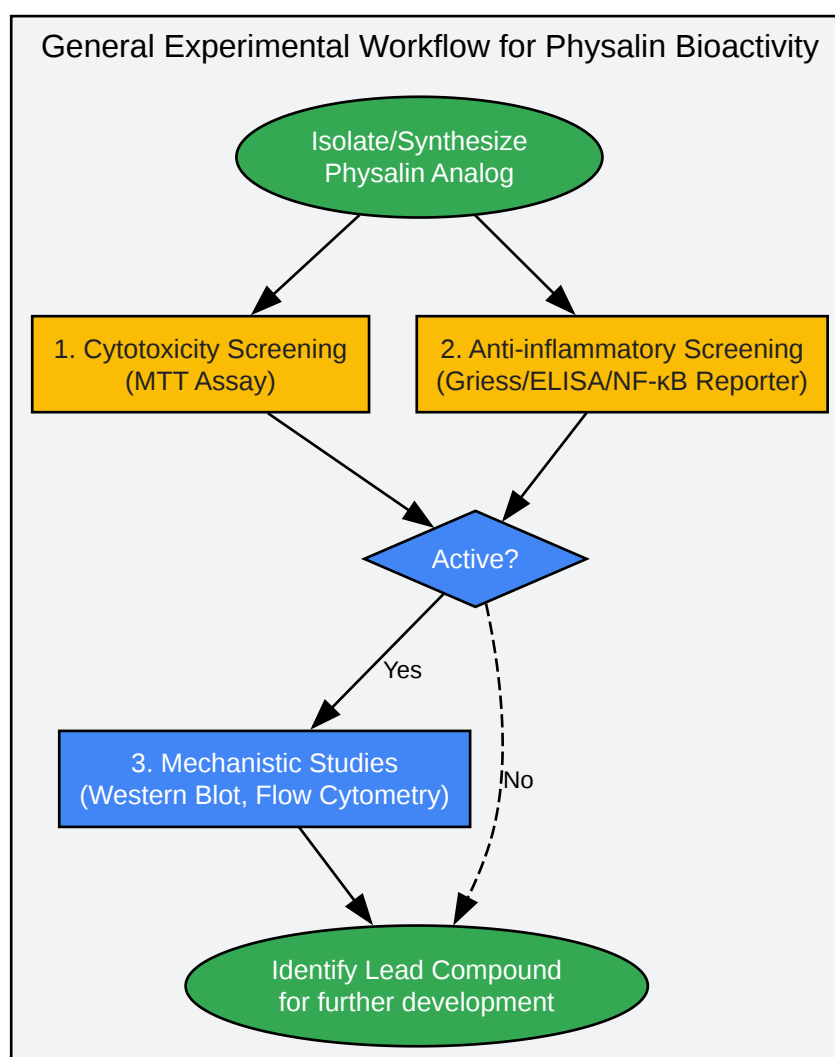 General Experimental Workflow for Physalin Bioactivity
Isolate/Synthesize
Physalin Analog
1. Cytotoxicity Screening
(MTT Assay)
2. Anti-inflammatory Screening
(Griess/ELISA/NF-κB Reporter)
Active?
Yes
3. Mechanistic Studies
(Western Blot, Flow Cytometry)
No
Identify Lead Compound
for further development